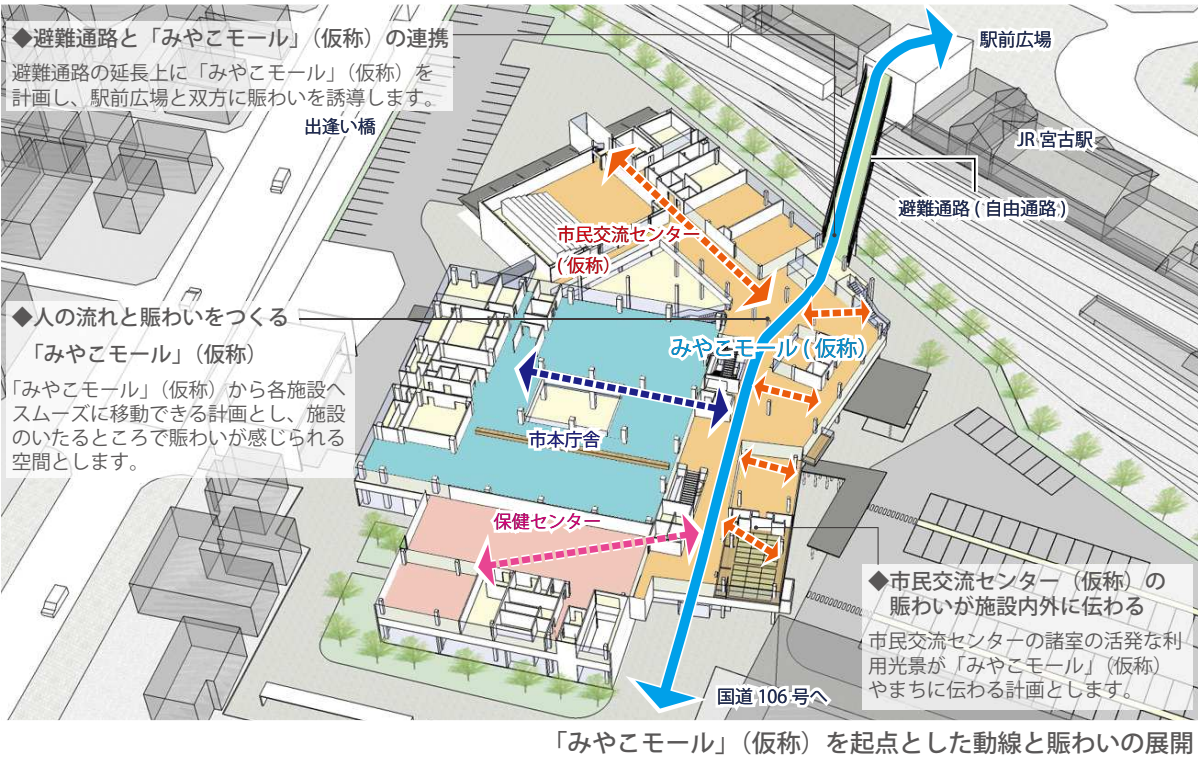 ◆避難通路と「みやこモール」（仮称）の連携
避難通路の延長上に「みやこモール」（仮称）を
計画し、駅前広場と双方に賑わいを誘導します。
駅前広場
出逢い橋
JR 宮古駅
避難通路 ( 自由通路 )
市民交流センター
( 仮称）
◆人の流れと賑わいをつくる
「みやこモール」（仮称）
「みやこモール」（仮称）から各施設へ
スムーズに移動できる計画とし、施設
のいたるところで賑わいが感じられる
空間とします。
みやこモール ( 仮称）
市本庁舎
保健センター
◆市民交流センター（仮称）の
賑わいが施設内外に伝わる
市民交流センターの諸室の活発な利
用光景が「みやこモール」（仮称）
やまちに伝わる計画とします。
国道 106 号へ
「みやこモール」（仮称）を起点とした動線と賑わいの展開